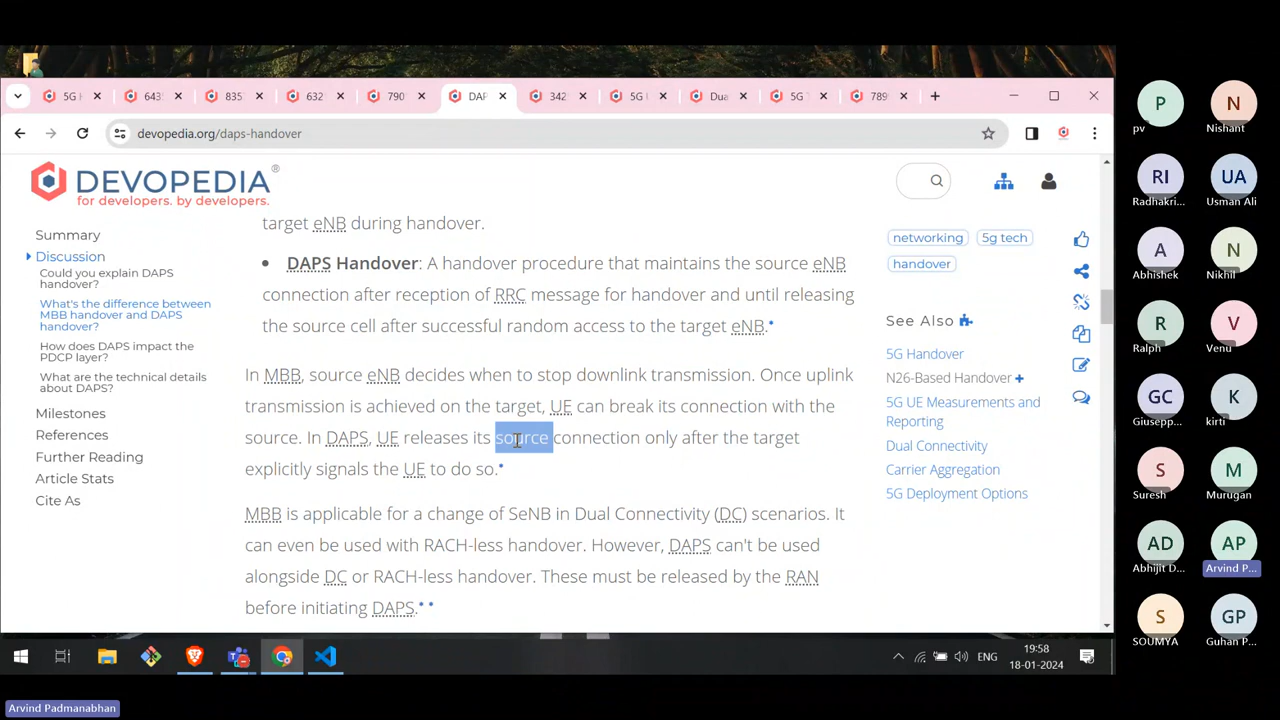 5G H
643
835
632
790
DAP
342
5G U
Dua
5G
789
devopedia.org/daps-handover
DEVOPEDIA®
for developers. by developers.
Summary
Discussion
Could you explain DAPS
handover?
What's the difference between
MBB handover and DAPS
handover?
How does DAPS impact the
PDCP layer?
What are the technical details
about DAPS?
Milestones
References
Further Reading
Article Stats
Cite As
target eNB during handover.
• DAPS Handover: A handover procedure that maintains the source eNB
connection after reception of RRC message for handover and until releasing
the source cell after successful random access to the target eNB.
In MBB, source eNB decides when to stop downlink transmission. Once uplink
transmission is achieved on the target, UE can break its connection with the
source. In DAPS, UE releases its source connection only after the target
explicitly signals the UE to do so.
MBB is applicable for a change of SeNB in Dual Connectivity (DC) scenarios. It
can even be used with RACH-less handover. However, DAPS can't be used
alongside DC or RACH-less handover. These must be released by the RAN
before initiating DAPS.
networking
5g tech
handover
See Also
5G Handover
N26-Based Handover +
5G UE Measurements and
Reporting
Dual Connectivity
Carrier Aggregation
5G Deployment Options
ENG
19:58
18-01-2024
P
pv
N
Nishant
RI
Radhakri...
UA
Usman Ali
A
Abhishek
N
Nikhil
R
Ralph
V
Venu
GC
Giusepp...
K
kirti
S
Suresh
M
Murugan
AD
Abhijit D...
AP
Arvind P...
S
SOUMYA
GP
Guhan P...
Arvind Padmanabhan